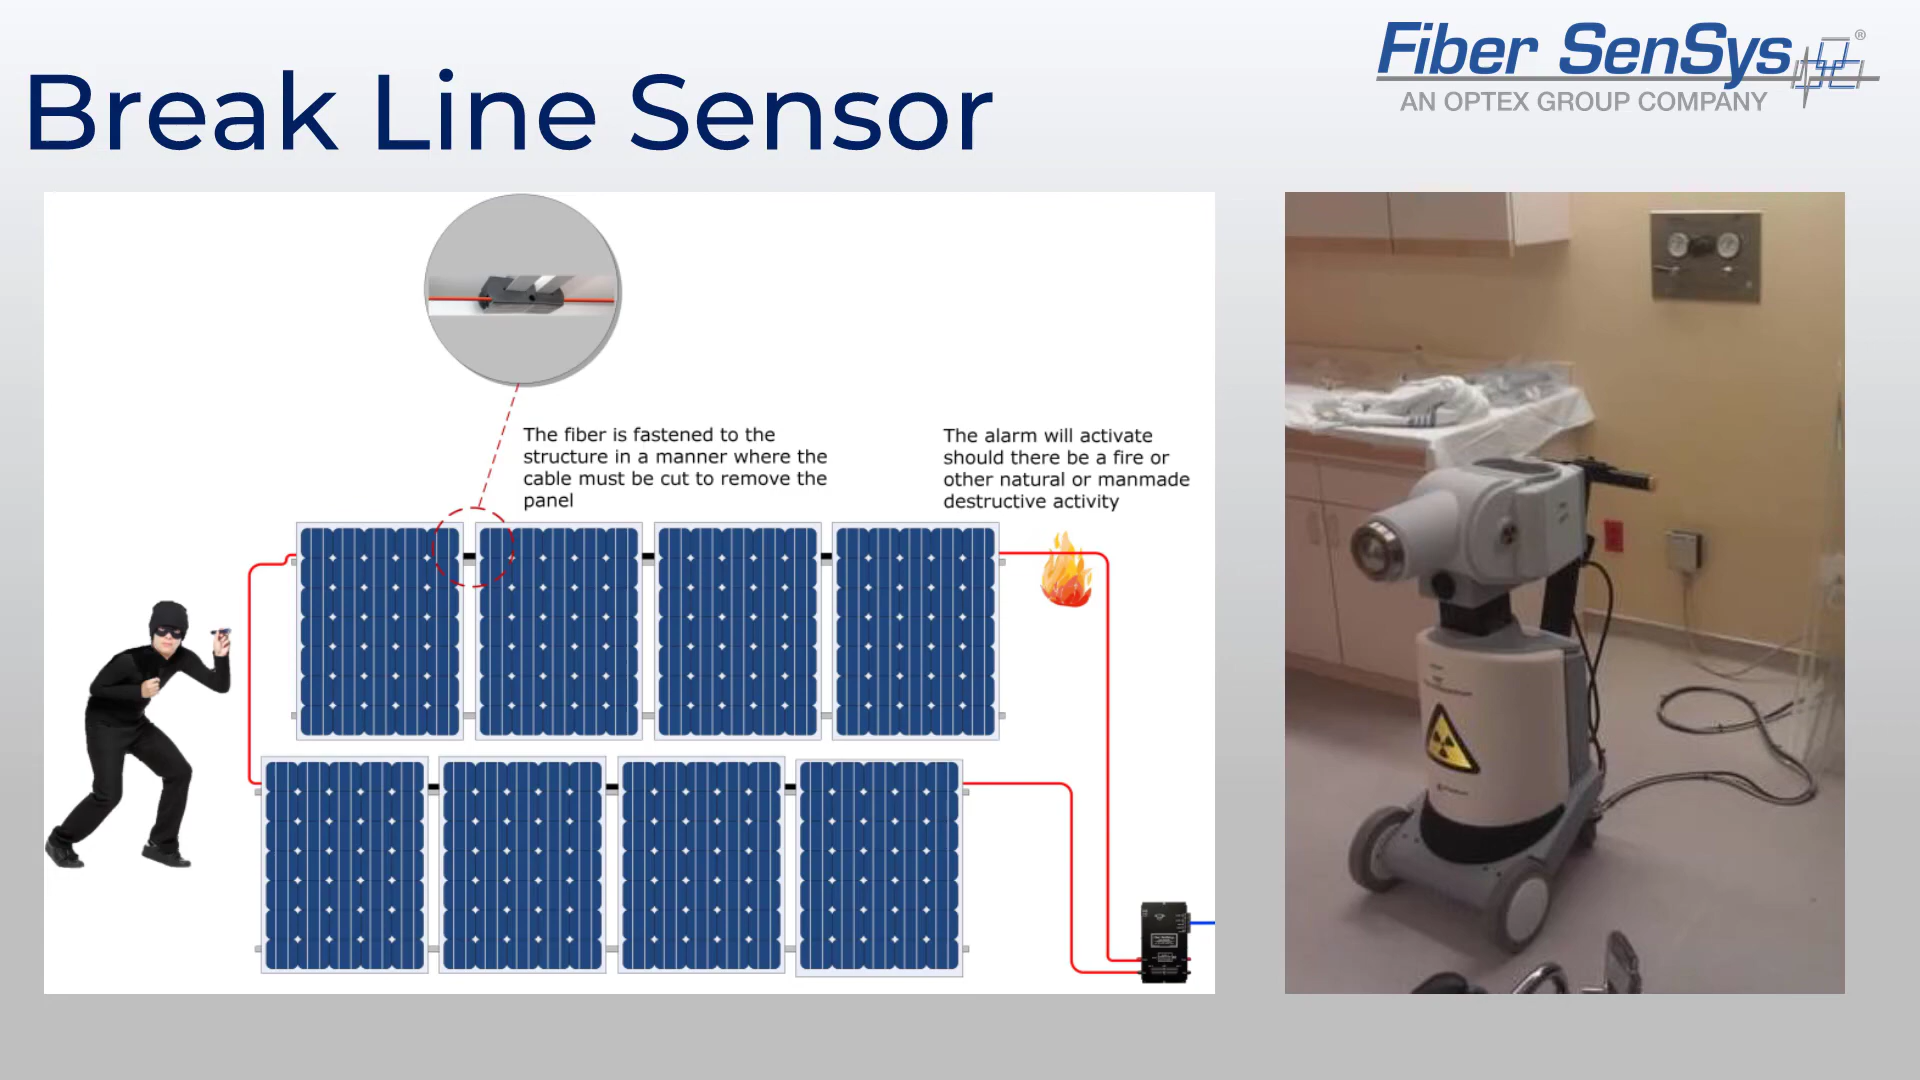 Fiber SenSys®
AN OPTEX GROUP COMPANY
Break Line Sensor
The fiber is fastened to the
structure in a manner where the
cable must be cut to remove the
panel
The alarm will activate
should there be a fire or
other natural or manmade
destructive activity